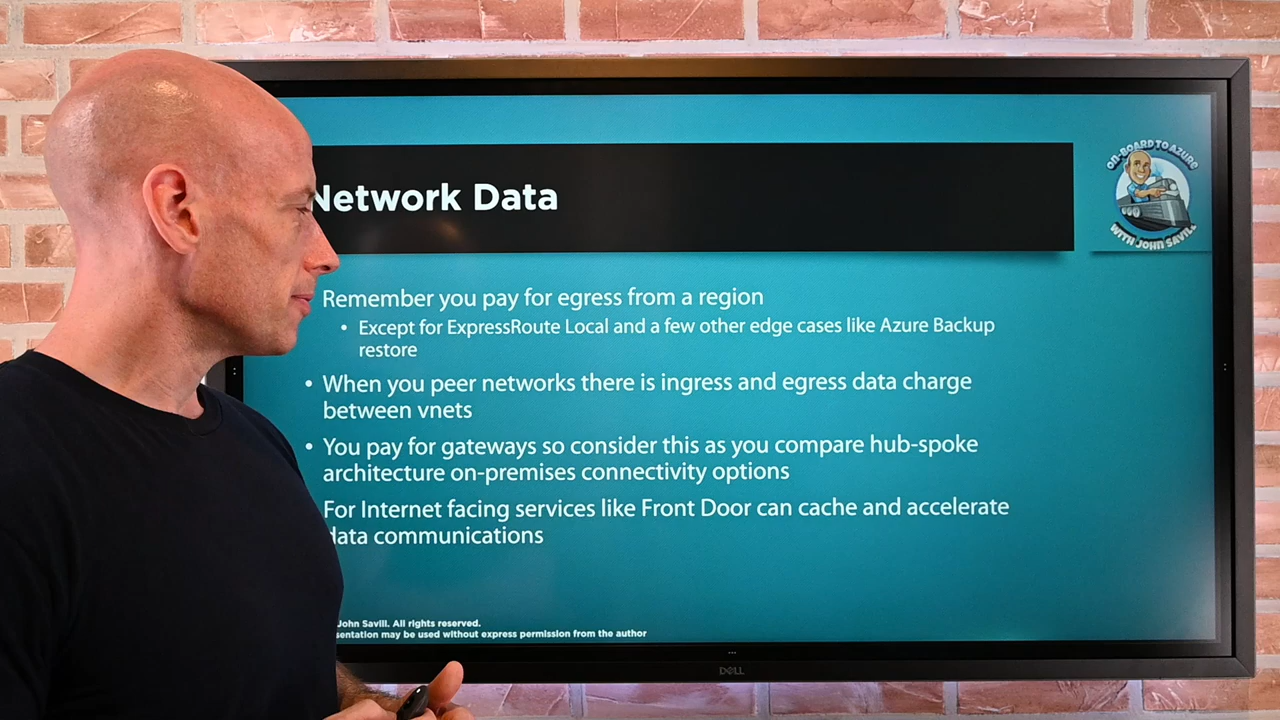 Network Data
ON-BOARD TO AZURE
WITH JOHN SAVILL
Remember you pay for egress from a region
• Except for ExpressRoute Local and a few other edge cases like Azure Backup
restore
• When you peer networks there is ingress and egress data charge
between vnets
• You pay for gateways so consider this as you compare hub-spoke
architecture on-premises connectivity options
For Internet facing services like Front Door can cache and accelerate
data communications
John Savill. All rights reserved.
may be used without express permission from the author
DELL